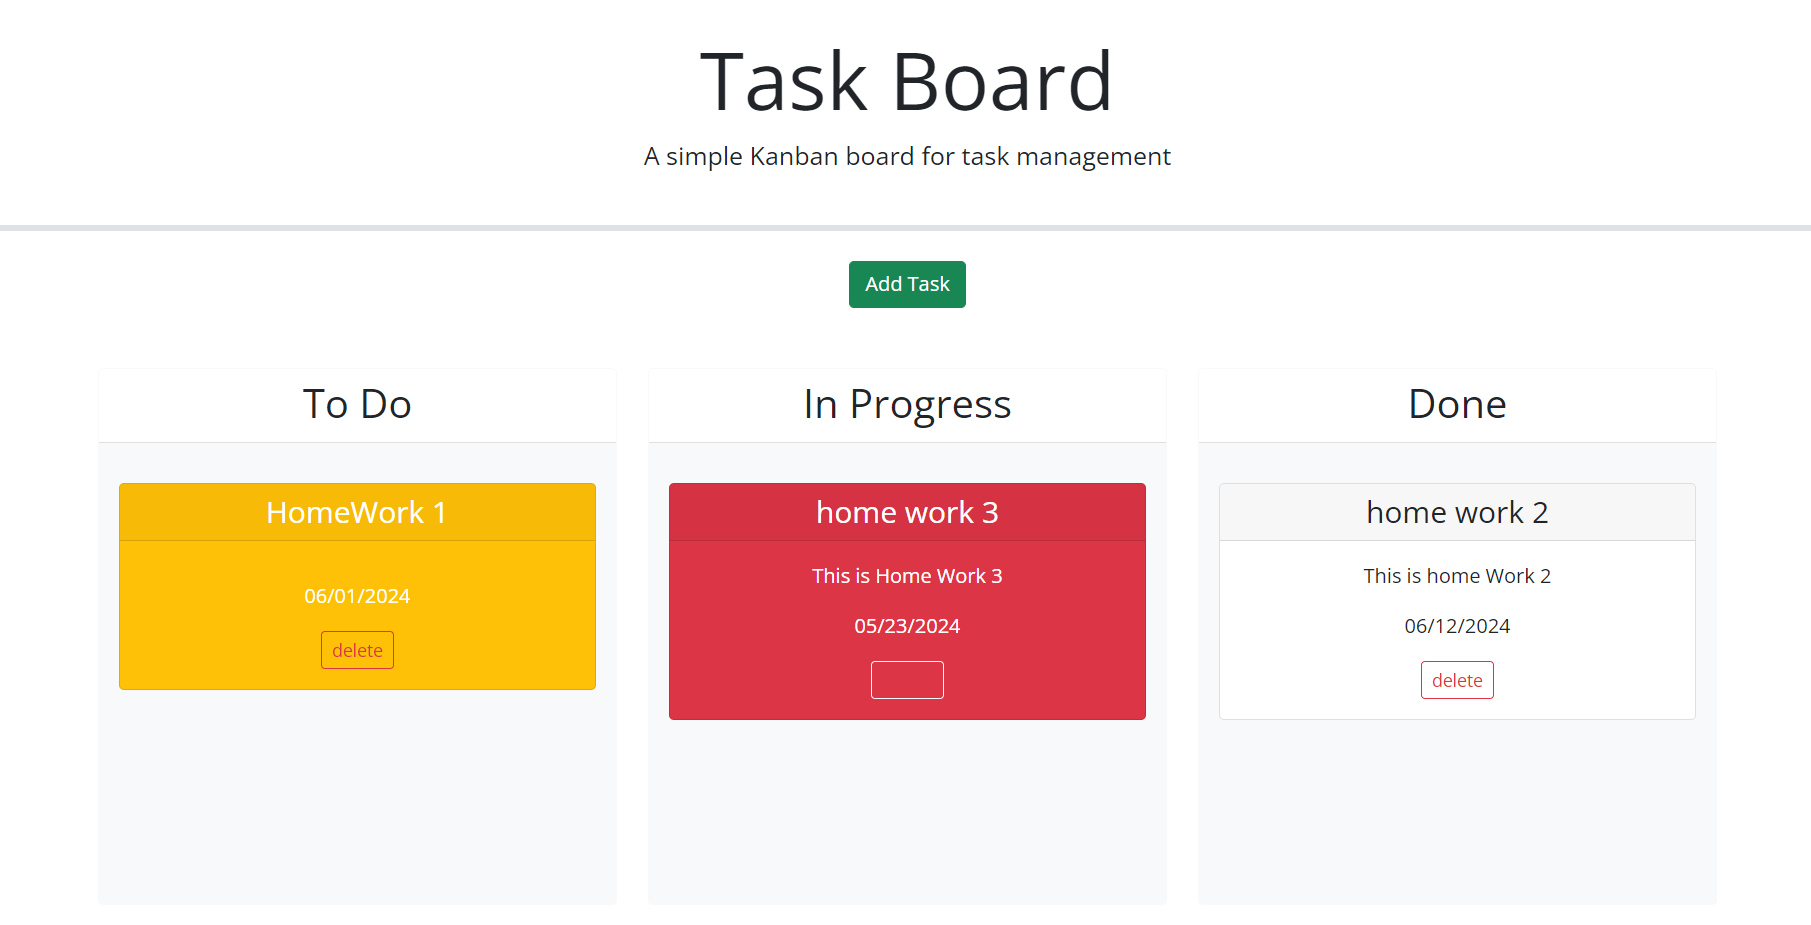 Task Board
A simple Kanban board for task management
Add Task
To Do
HomeWork 1
06/01/2024
delete
In Progress
home work 3
This is Home Work 3
05/23/2024
Done
home work 2
This is home Work 2
06/12/2024
delete